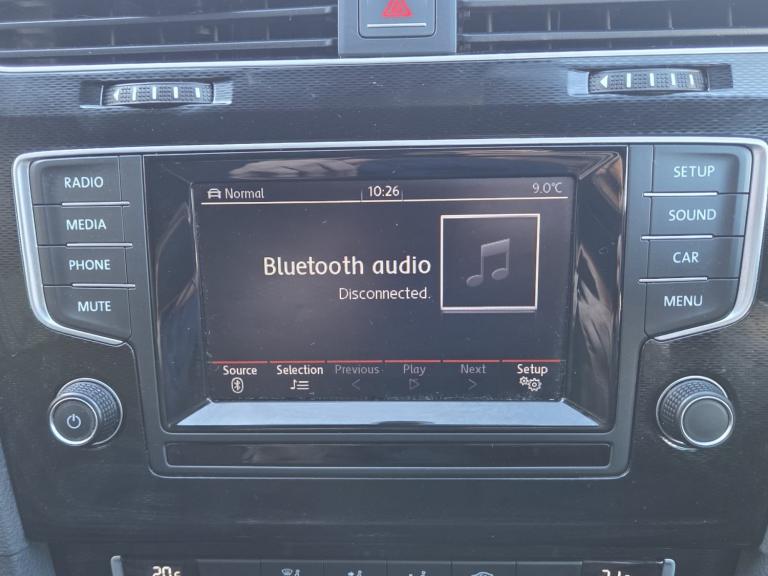 Normal 10:26 9.0°C
RADIO
MEDIA
PHONE
MUTE
SETUP
SOUND
CAR
MENU
Bluetooth audio
Disconnected.
Source Selection Previous Play Next Setup